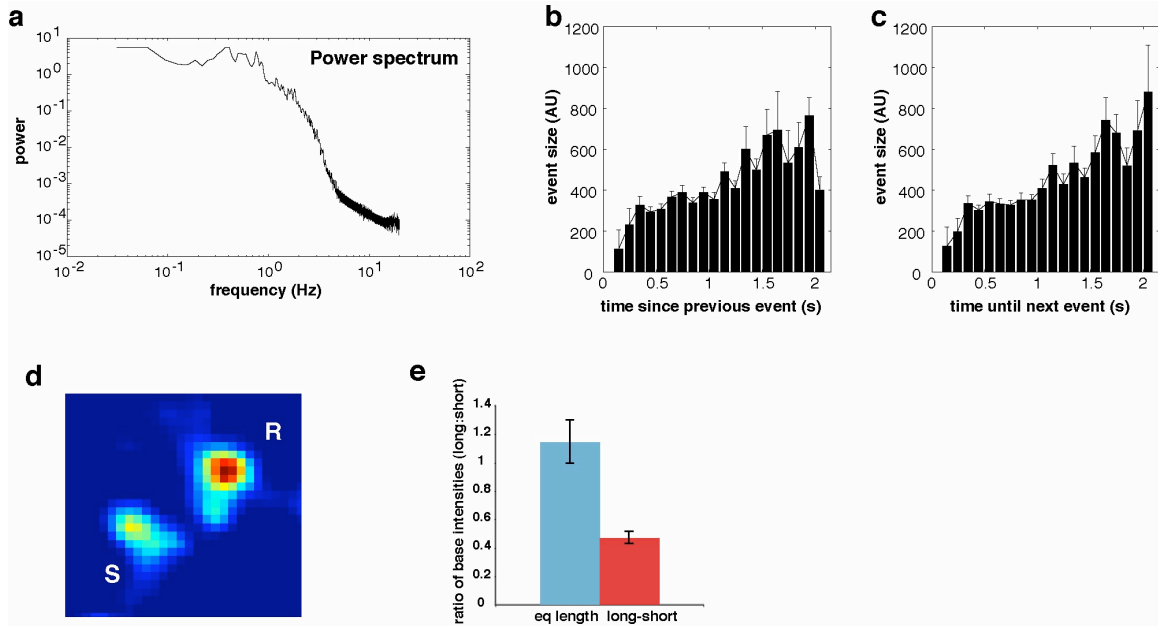 a
Power spectrum
10^1
10^0
10^-1
10^-2
10^-3
10^-4
10^-5
power
10^-2
10^-1
10^0
10^1
10^2
frequency (Hz)
b
1200
1000
800
600
400
200
0
event size (AU)
0
0.5
1
1.5
2
time since previous event (s)
c
1200
1000
800
600
400
200
0
event size (AU)
0
0.5
1
1.5
2
time until next event (s)
d
R
S
e
ratio of base intensities (long:short)
1.4
1.2
1
0.8
0.6
0.4
0.2
0
eq length
long-short